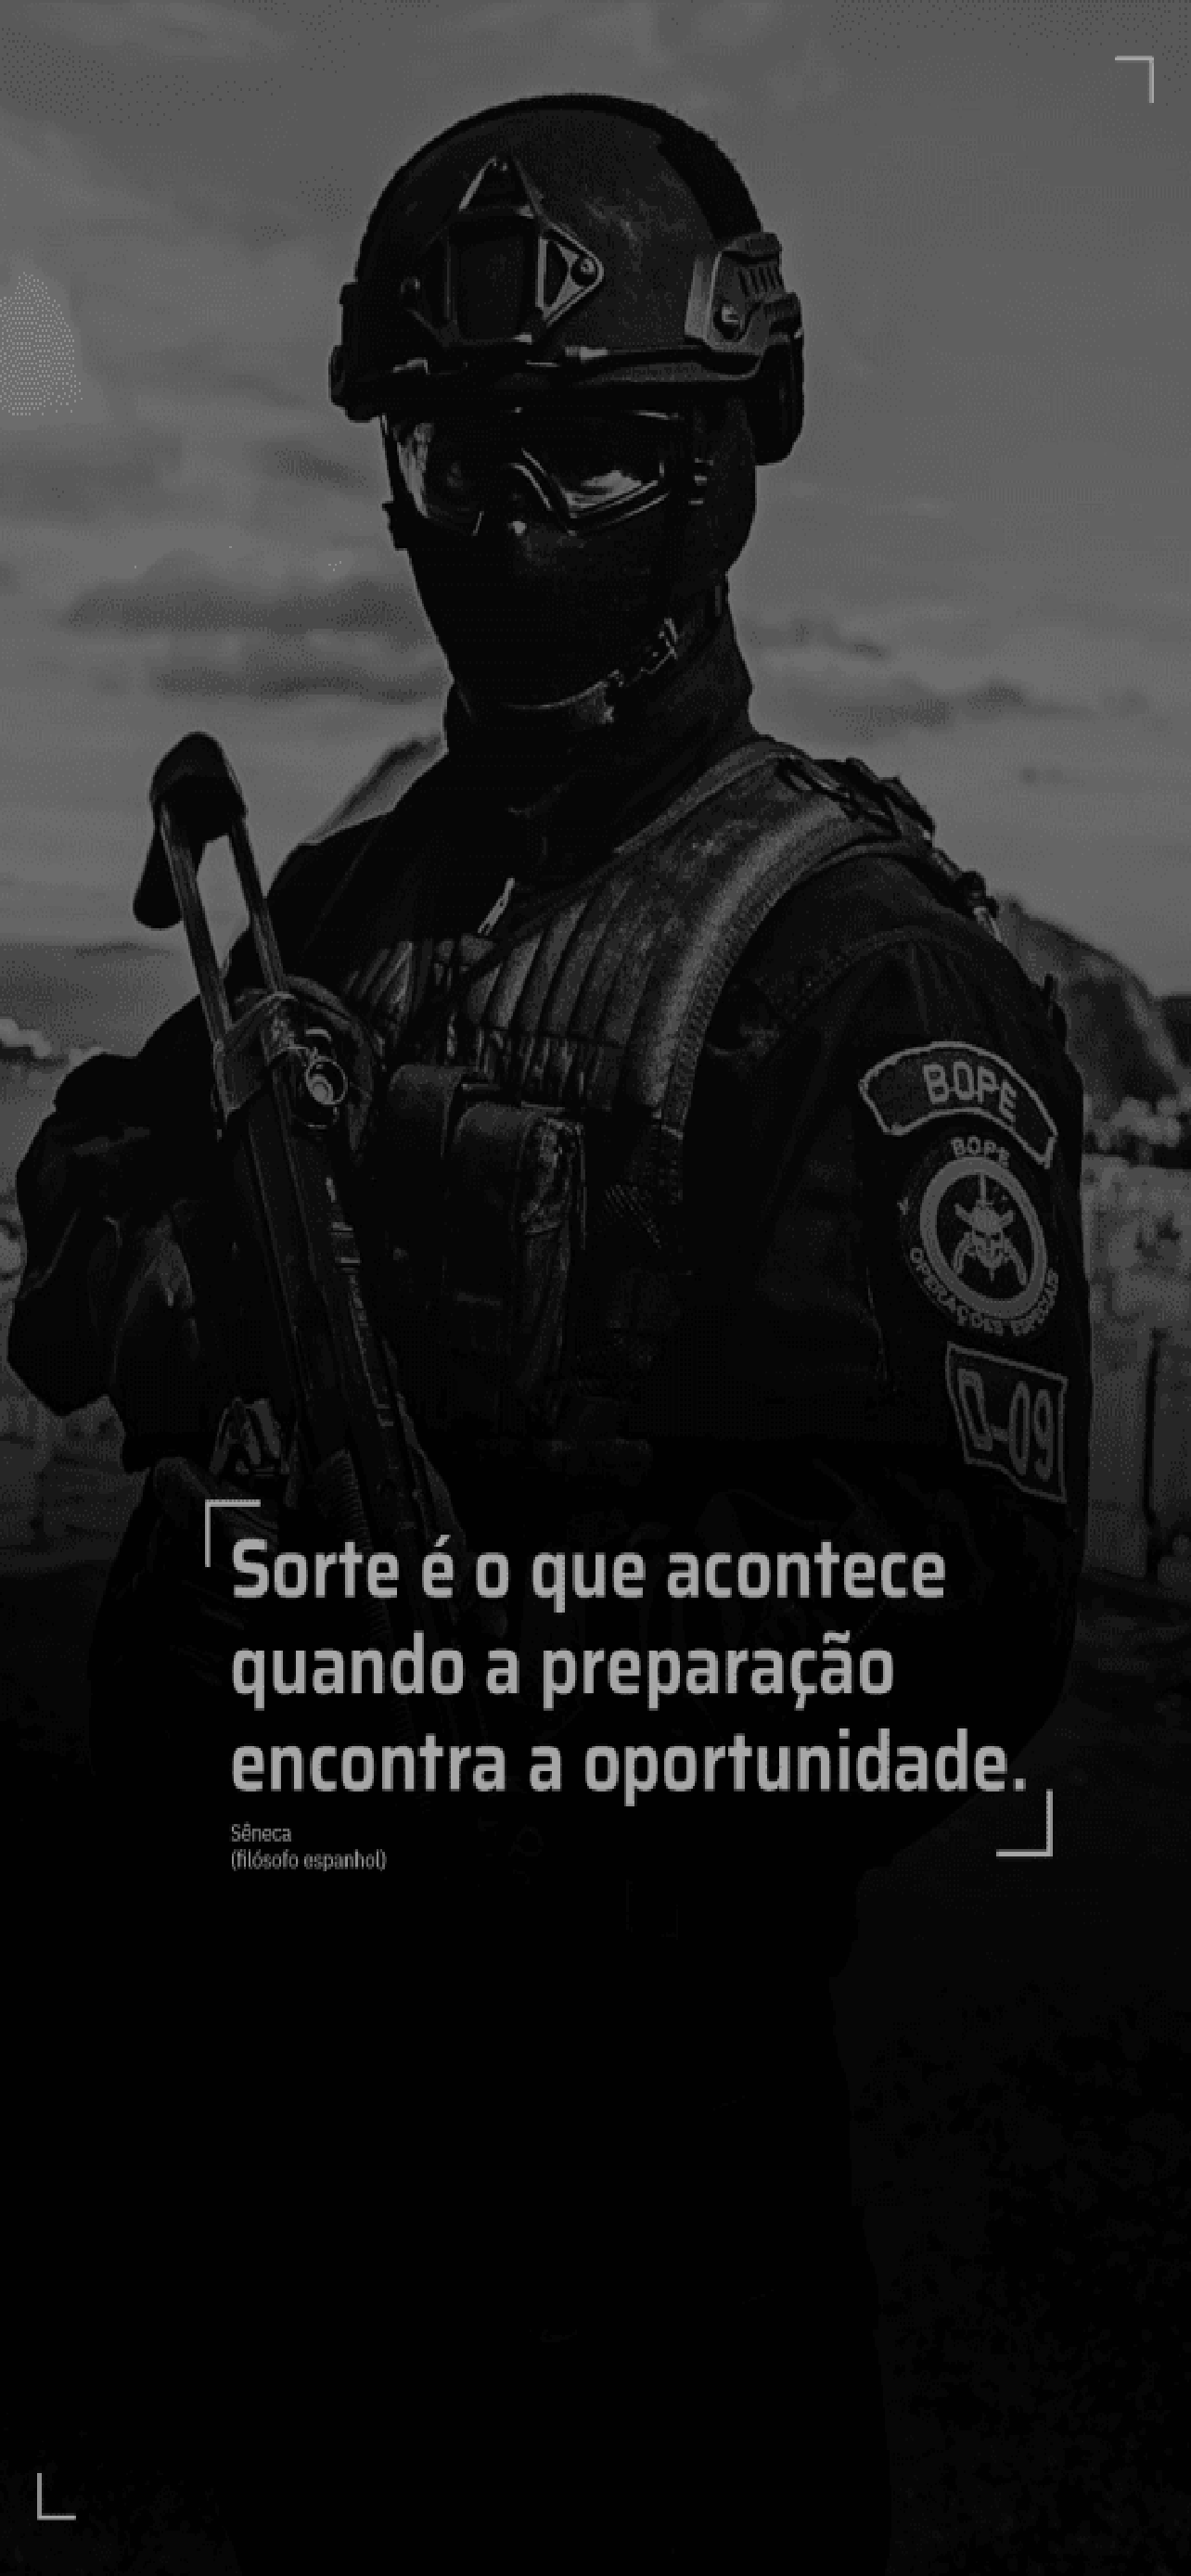 BOPE
BOPE
OPERAÇÕES ESPECIAIS
D-09
Sorte é o que acontece
quando a preparação
encontra a oportunidade.
Sêneca
(filósofo espanhol)